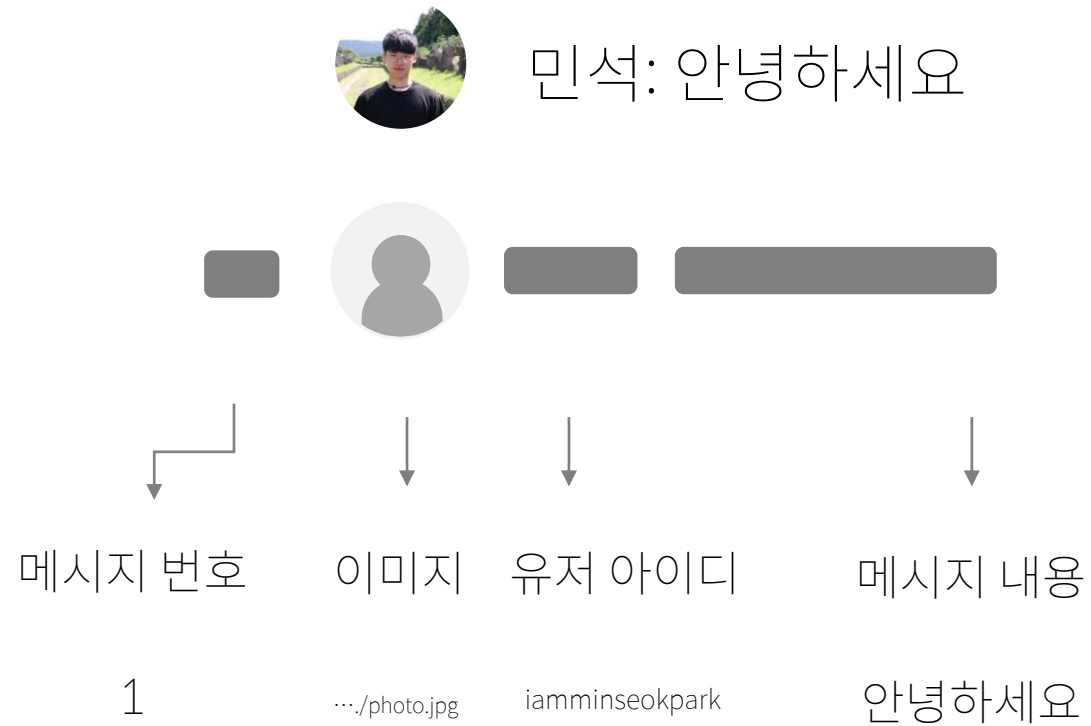 민석: 안녕하세요
메시지 번호 이미지 유저 아이디 메시지 내용
1 …./photo.jpg iamminseokpark 안녕하세요